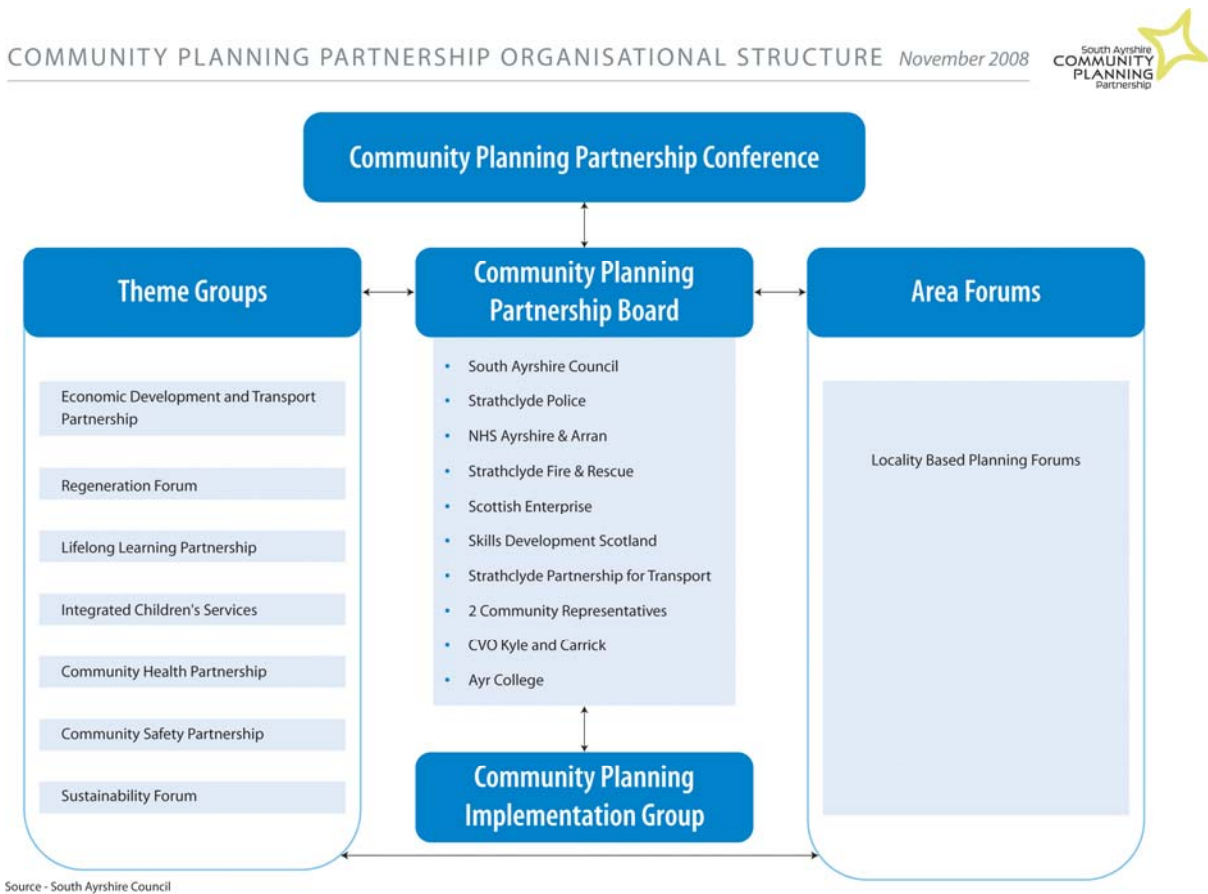 COMMUNITY PLANNING PARTNERSHIP ORGANISATIONAL STRUCTURE November 2008
South Ayrshire
COMMUNITY
PLANNING
Partnership
Community Planning Partnership Conference
Theme Groups
Economic Development and Transport
Partnership
Regeneration Forum
Lifelong Learning Partnership
Integrated Children's Services
Community Health Partnership
Community Safety Partnership
Sustainability Forum
Community Planning
Partnership Board
• South Ayrshire Council
• Strathclyde Police
• NHS Ayrshire & Arran
• Strathclyde Fire & Rescue
• Scottish Enterprise
• Skills Development Scotland
• Strathclyde Partnership for Transport
• 2 Community Representatives
• CVO Kyle and Carrick
• Ayr College
Community Planning
Implementation Group
Area Forums
Locality Based Planning Forums
Source - South Ayrshire Council